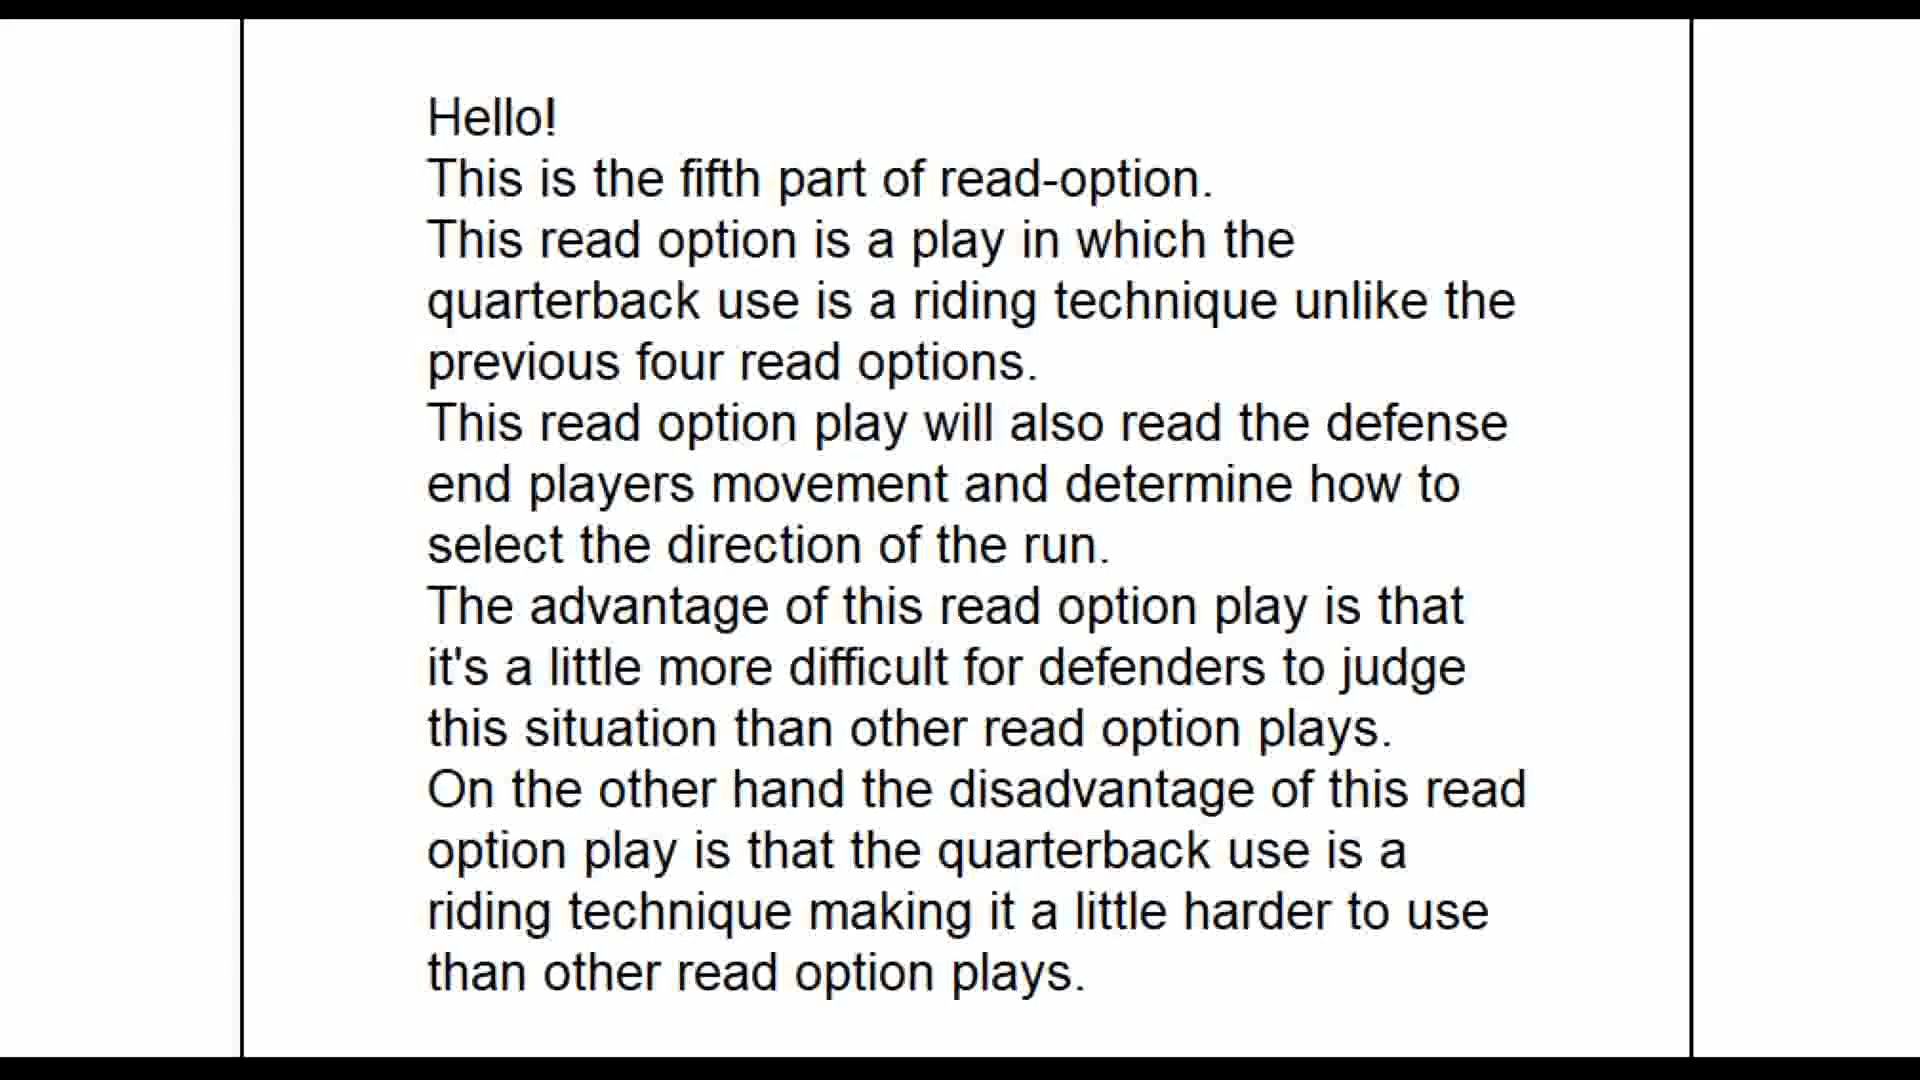 Hello!
This is the fifth part of read-option.
This read option is a play in which the
quarterback use is a riding technique unlike the
previous four read options.
This read option play will also read the defense
end players movement and determine how to
select the direction of the run.
The advantage of this read option play is that
it's a little more difficult for defenders to judge
this situation than other read option plays.
On the other hand the disadvantage of this read
option play is that the quarterback use is a
riding technique making it a little harder to use
than other read option plays.